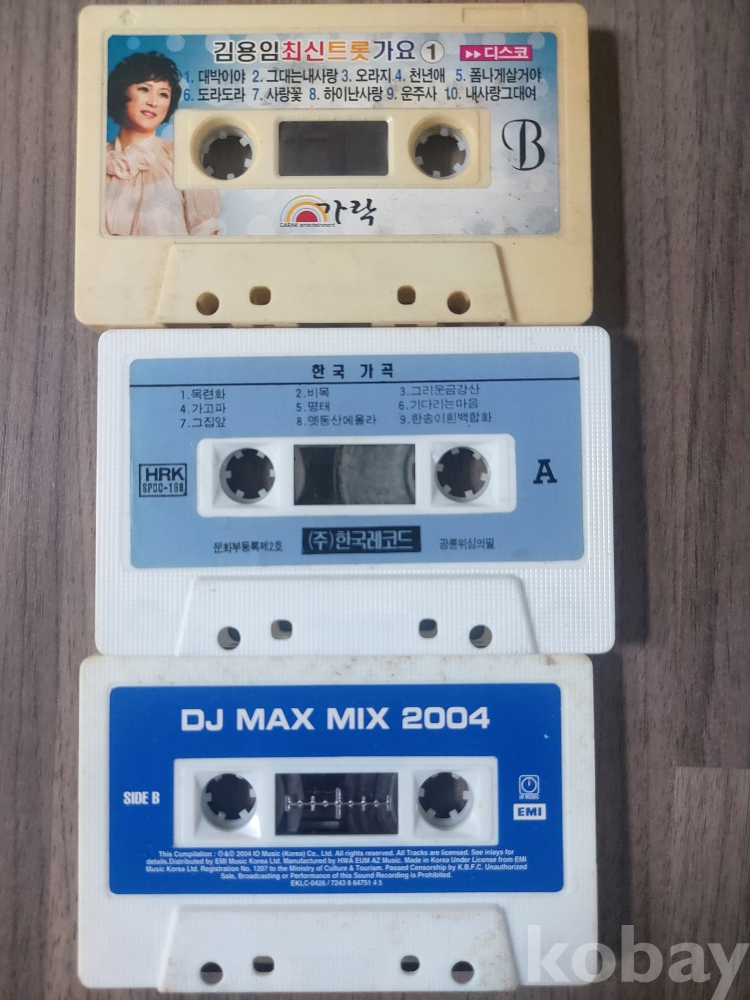 김용임최신트롯가요① ▶▶디스코
1. 대박이야 2. 그대는내사랑 3. 오라지 4. 천년애 5. 폼나게살거야
6. 도라도라 7. 사랑꽃 8. 하이난사랑 9. 운주사 10. 내사랑그대여
B
가락
GARAK entertainment
한국 가곡
1.목련화 2.비목 3.그리운금강산
4.가고파 5.명태 6.기다리는마음
7.그집앞 8.옛동산에올라 9.한송이흰백합화
HRK
SPDC-188
A
문화부등록제2호 (주)한국레코드 공륜위심의필
DJ MAX MIX 2004
SIDE B
IO MUSIC
EMI
This Compilation : ℗&© 2004 IO Music (Korea) Co., Ltd. All rights reserved. All Tracks are licensed. See inlays for
details.Distributed by EMI Music Korea Ltd. Manufactured by HWA EUM AZ Music. Made in Korea Under License from EMI
Music Korea Ltd. Registration No. 1207 to the Ministry of Culture & Tourism. Passed Censorship by K.B.F.C. Unauthorized
Sale, Broadcasting or Performance of this Sound Recording is Prohibited.
EKLC-0426 / 7243 8 64751 4 5
kobay